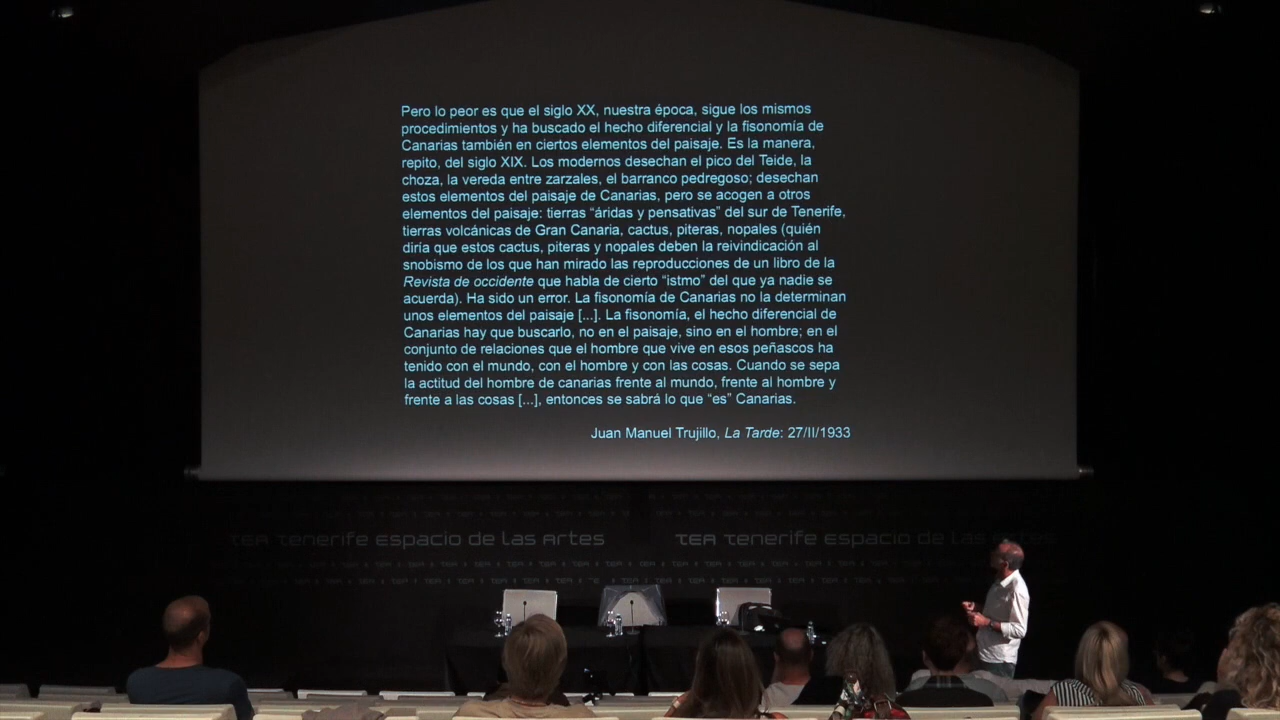 Pero lo peor es que el siglo XX, nuestra época, sigue los mismos
procedimientos y ha buscado el hecho diferencial y la fisonomía de
Canarias también en ciertos elementos del paisaje. Es la manera,
repito, del siglo XIX. Los modernos desechan el pico del Teide, la
choza, la vereda entre zarzales, el barranco pedregoso; desechan
estos elementos del paisaje de Canarias, pero se acogen a otros
elementos del paisaje: tierras “áridas y pensativas” del sur de Tenerife,
tierras volcánicas de Gran Canaria, cactus, piteras, nopales (quién
diría que estos cactus, piteras y nopales deben la reivindicación al
snobismo de los que han mirado las reproducciones de un libro de la
Revista de occidente que habla de cierto “istmo” del que ya nadie se
acuerda). Ha sido un error. La fisonomía de Canarias no la determinan
unos elementos del paisaje [...]. La fisonomía, el hecho diferencial de
Canarias hay que buscarlo, no en el paisaje, sino en el hombre; en el
conjunto de relaciones que el hombre que vive en esos peñascos ha
tenido con el mundo, con el hombre y con las cosas. Cuando se sepa
la actitud del hombre de canarias frente al mundo, frente al hombre y
frente a las cosas [...], entonces se sabrá lo que “es” Canarias.
Juan Manuel Trujillo, La Tarde: 27/II/1933
TEA Tenerife Espacio de las Artes TEA Tenerife Espacio de las Artes